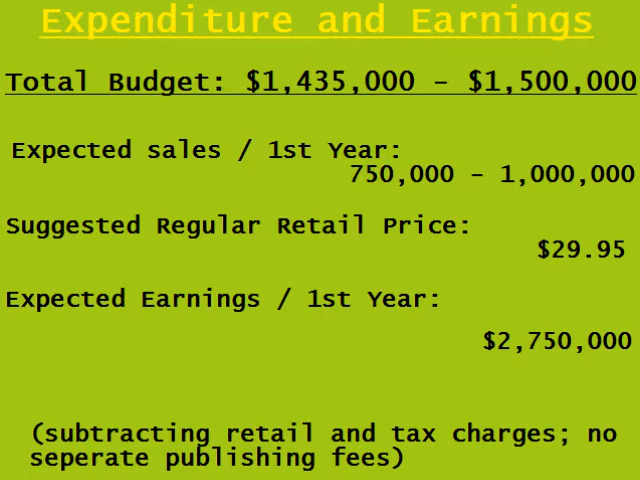 Expenditure and Earnings
Total Budget: $1,435,000 – $1,500,000
Expected sales / 1st Year:
750,000 – 1,000,000
Suggested Regular Retail Price:
$29.95
Expected Earnings / 1st Year:
$2,750,000
(subtracting retail and tax charges; no
seperate publishing fees)